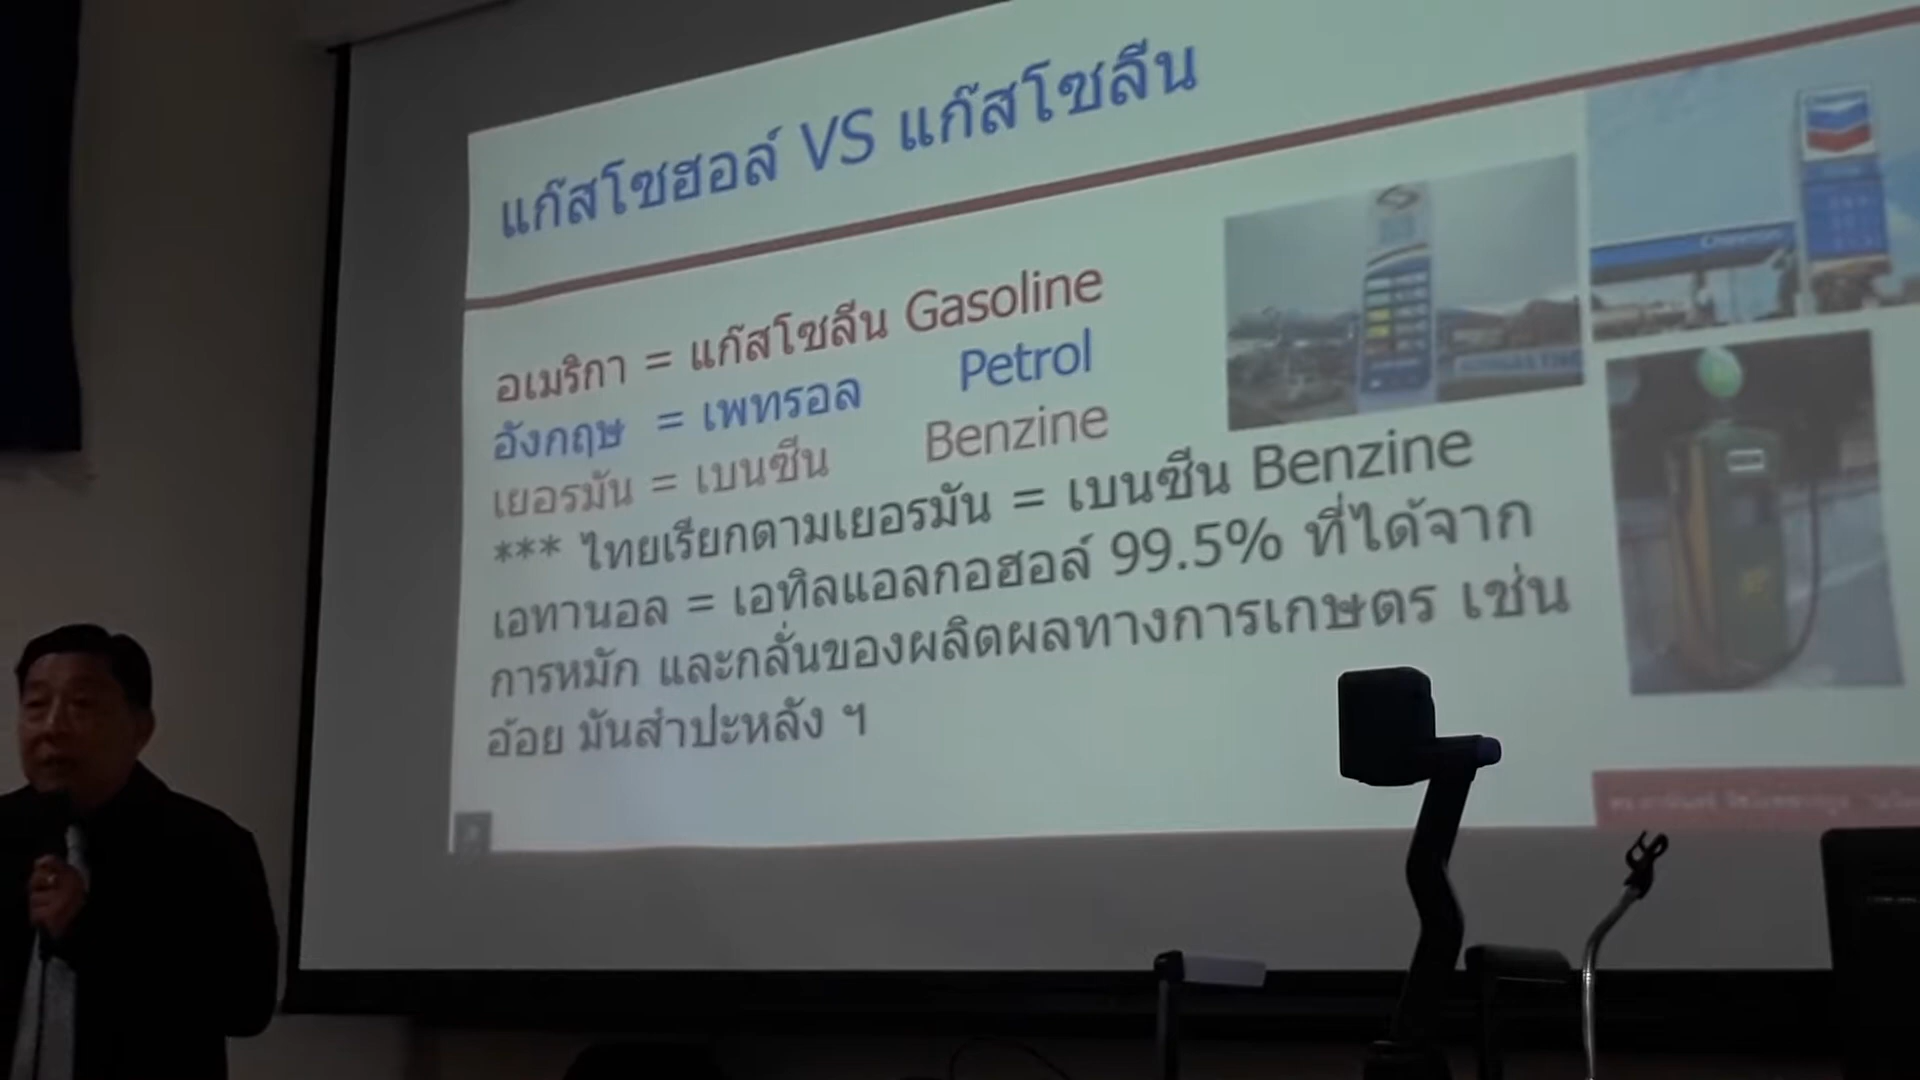 แก๊สโซฮอล์ VS แก๊สโซลีน
อเมริกา = แก๊สโซลีน Gasoline
อังกฤษ = เพทรอล Petrol
เยอรมัน = เบนซีน Benzine
*** ไทยเรียกตามเยอรมัน = เบนซีน Benzine
เอทานอล = เอทิลแอลกอฮอล์ 99.5% ที่ได้จาก
การหมัก และกลั่นของผลิตผลทางการเกษตร เช่น
อ้อย มันสำปะหลัง ฯ